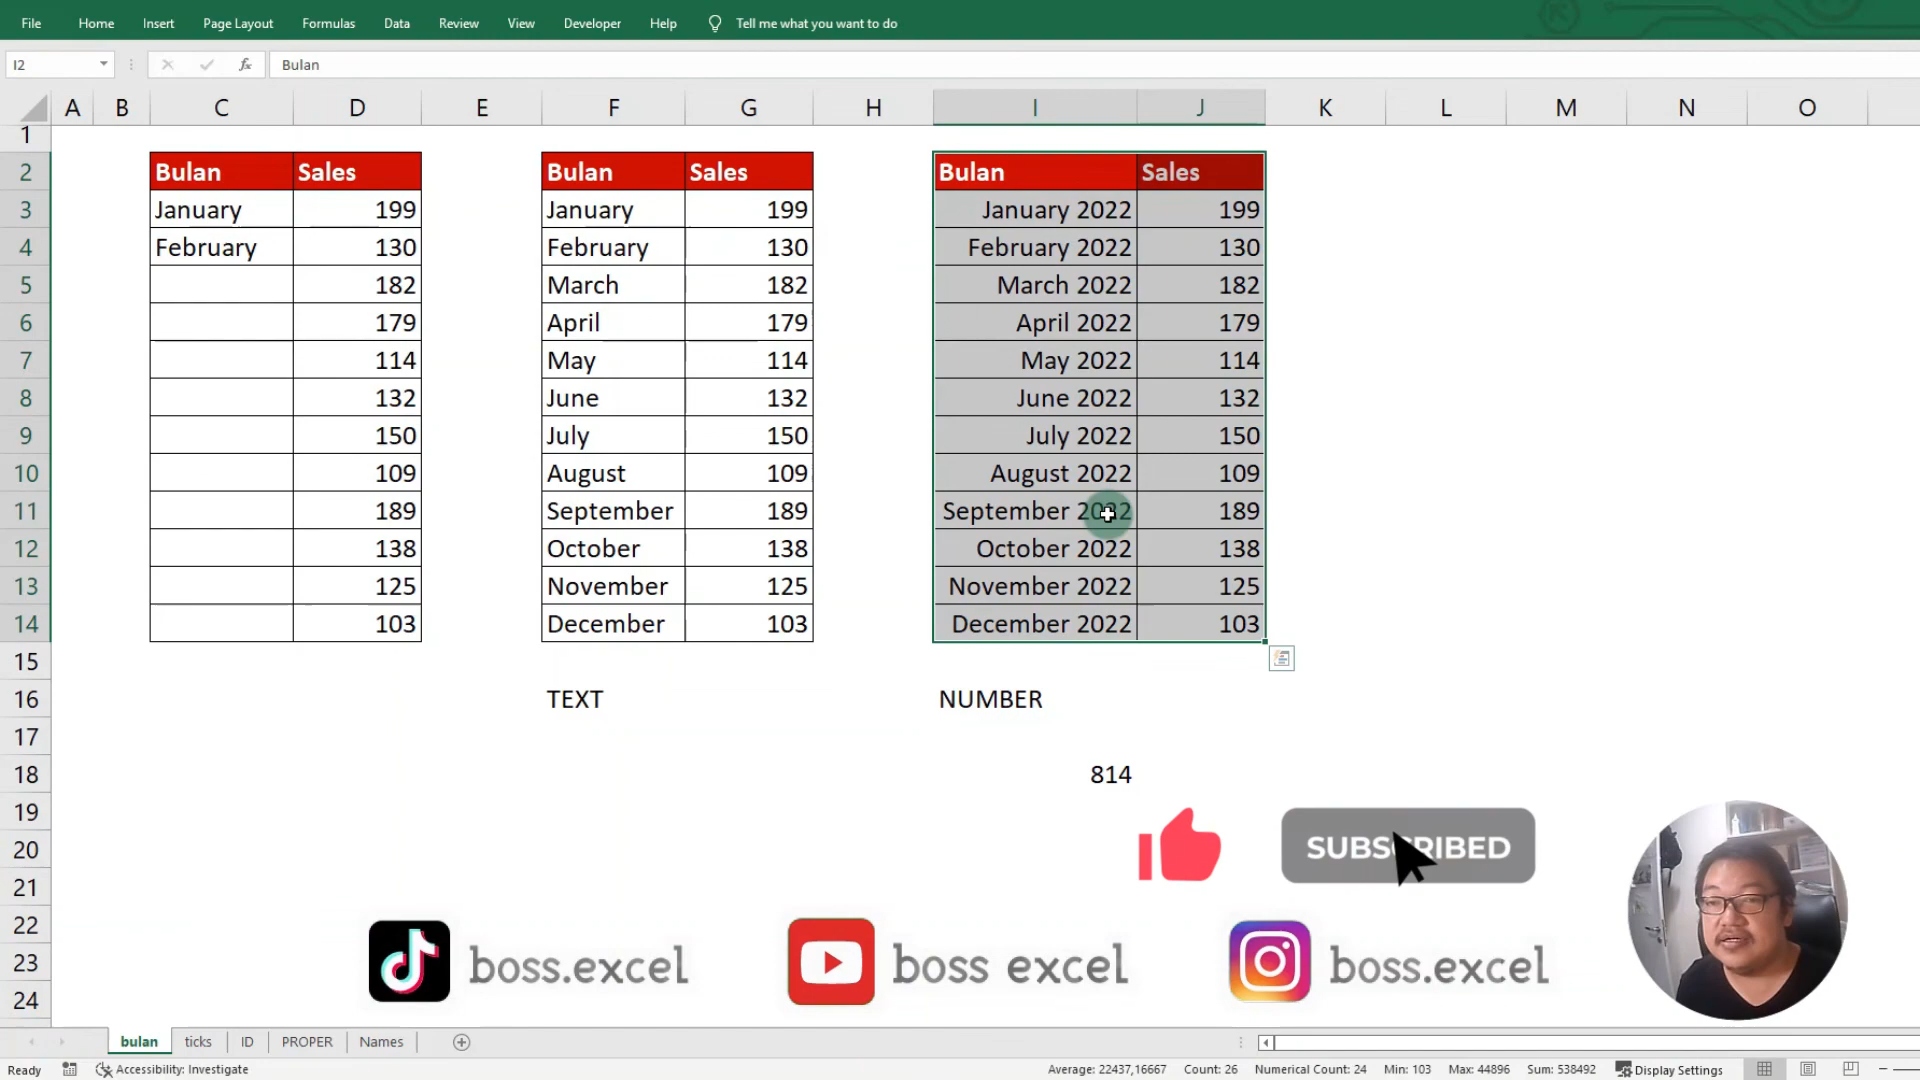 File Home Insert Page Layout Formulas Data Review View Developer Help Tell me what you want to do
I2 fx Bulan
A B C D E F G H I J K L M N O
1
2 Bulan Sales Bulan Sales Bulan Sales
3 January 199 January 199 January 2022 199
4 February 130 February 130 February 2022 130
5 182 March 182 March 2022 182
6 179 April 179 April 2022 179
7 114 May 114 May 2022 114
8 132 June 132 June 2022 132
9 150 July 150 July 2022 150
10 109 August 109 August 2022 109
11 189 September 189 September 2022 189
12 138 October 138 October 2022 138
13 125 November 125 November 2022 125
14 103 December 103 December 2022 103
15
16 TEXT NUMBER
17
18 814
19
20 SUBSCRIBED
21
22
23 boss.excel boss excel boss.excel
24
bulan ticks ID PROPER Names
Ready Accessibility: Investigate Average: 22437,16667 Count: 26 Numerical Count: 24 Min: 103 Max: 44896 Sum: 538492 Display Settings